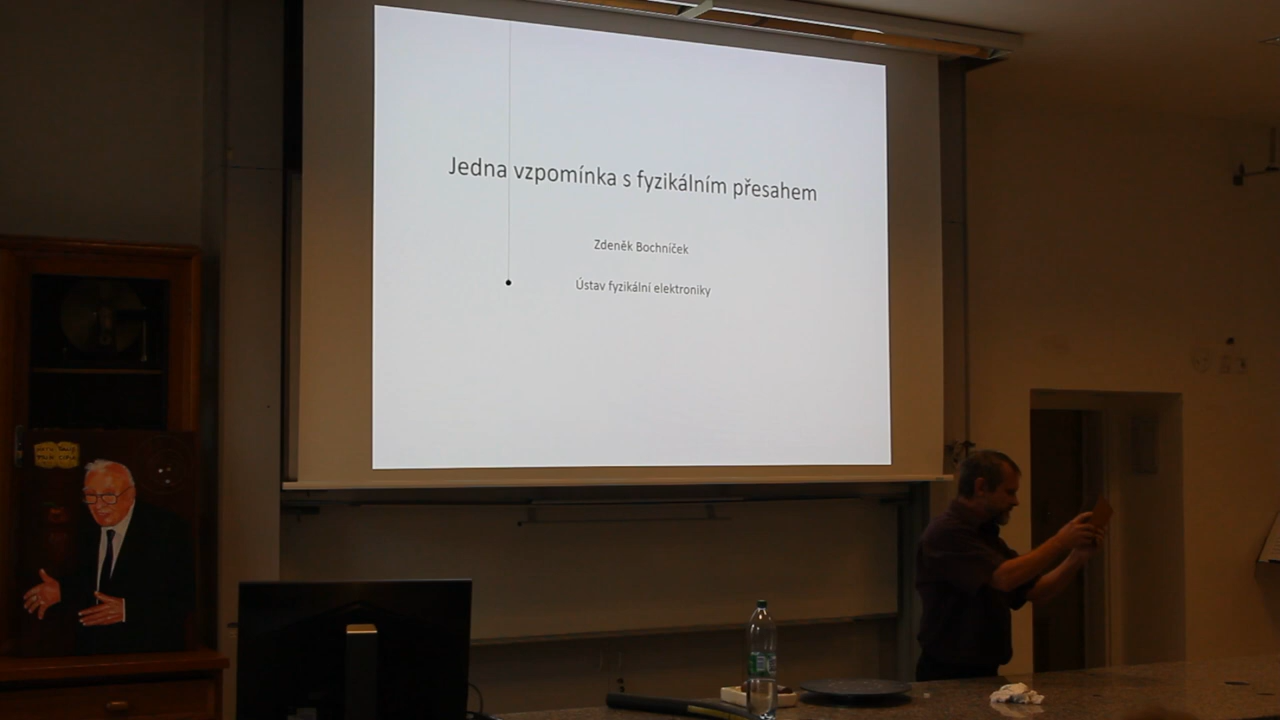 Jedna vzpomínka s fyzikálním přesahem
Zdeněk Bochníček
Ústav fyzikální elektroniky